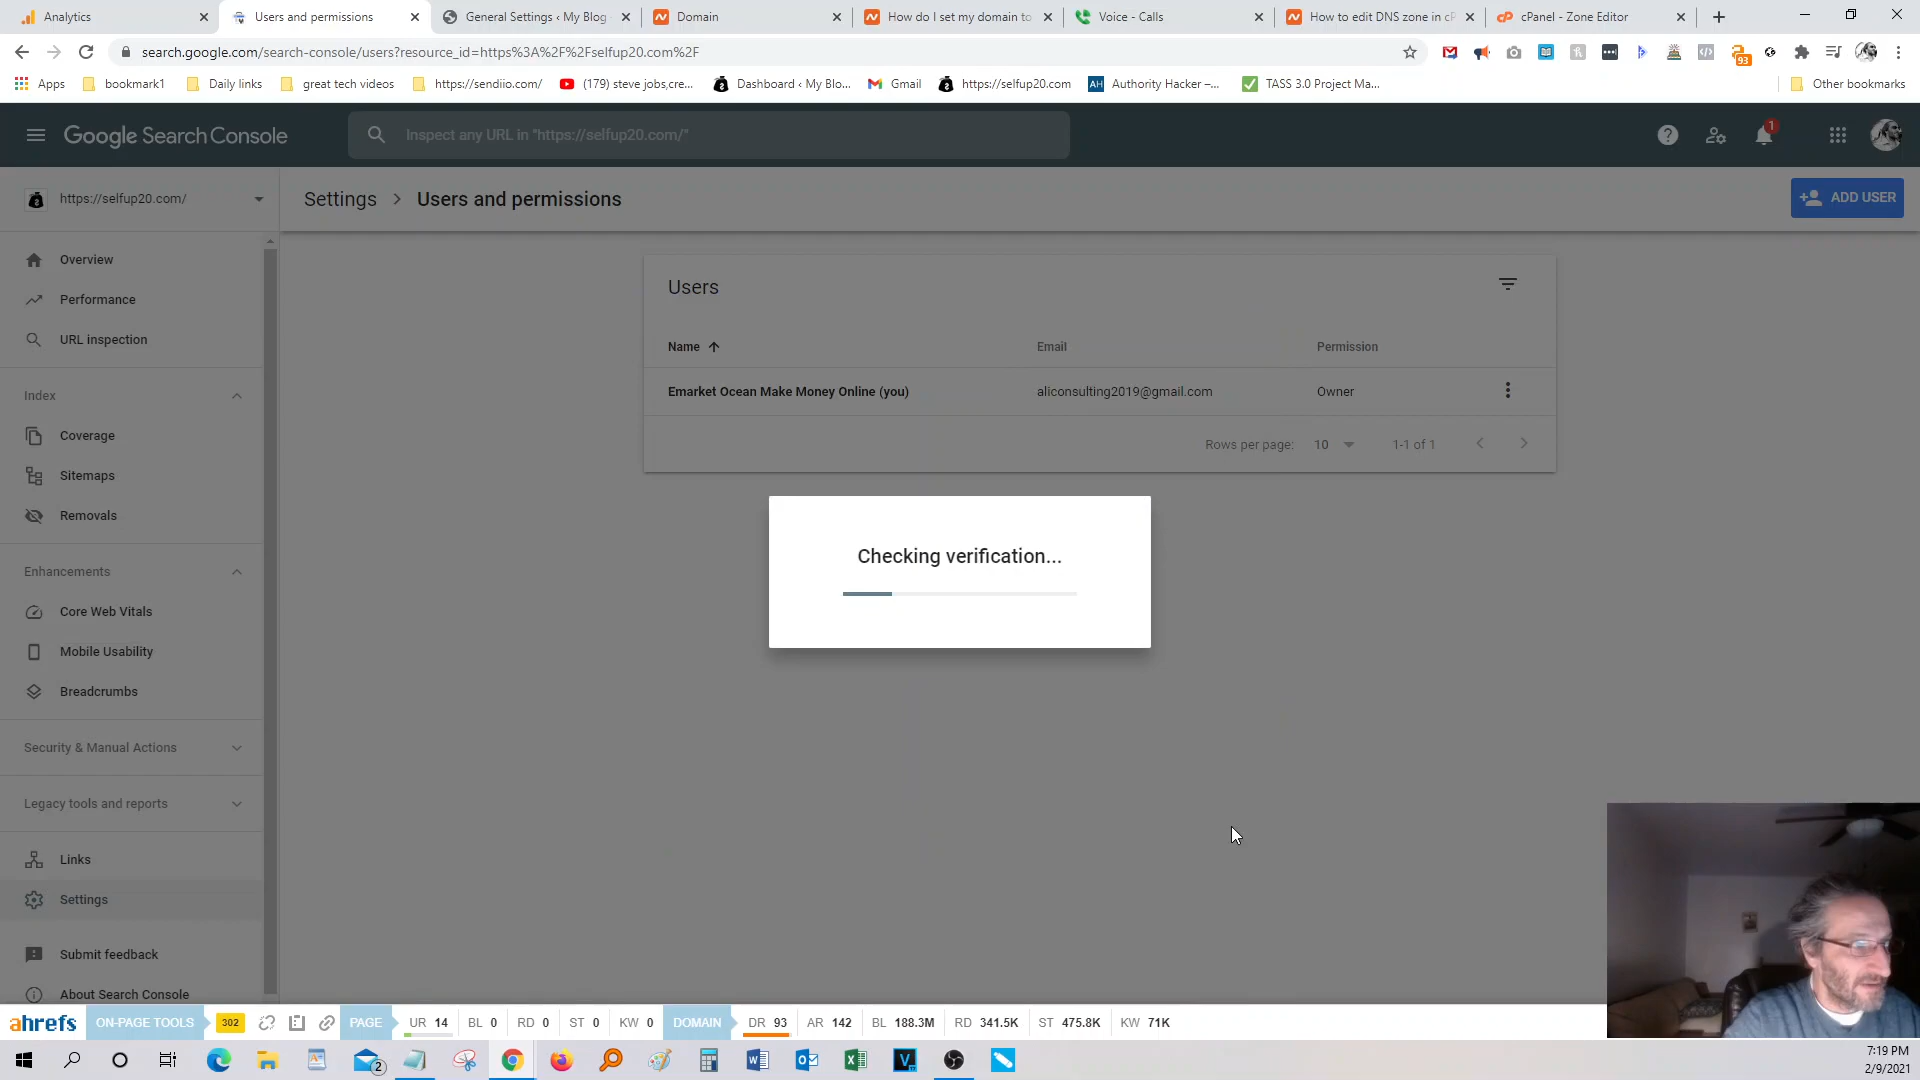 Analytics
Users and permissions
General Settings ‹ My Blog
Domain
How do I set my domain to
Voice - Calls
How to edit DNS zone in cP
cPanel - Zone Editor
search.google.com/search-console/users?resource_id=https%3A%2F%2Fselfup20.com%2F
93
Apps
bookmark1
Daily links
great tech videos
https://sendiio.com/
(179) steve jobs,cre...
Dashboard ‹ My Blo...
Gmail
https://selfup20.com
AH
Authority Hacker –...
TASS 3.0 Project Ma...
Other bookmarks
Google Search Console
Inspect any URL in "https://selfup20.com/"
1
https://selfup20.com/
Settings
Users and permissions
ADD USER
Overview
Performance
URL inspection
Index
Coverage
Sitemaps
Removals
Enhancements
Core Web Vitals
Mobile Usability
Breadcrumbs
Security & Manual Actions
Legacy tools and reports
Links
Settings
Submit feedback
About Search Console
Users
Name
Email
Permission
Emarket Ocean Make Money Online (you)
aliconsulting2019@gmail.com
Owner
Rows per page:
10
1-1 of 1
Checking verification...
ahrefs
ON-PAGE TOOLS
302
PAGE
UR 14
BL 0
RD 0
ST 0
KW 0
DOMAIN
DR 93
AR 142
BL 188.3M
RD 341.5K
ST 475.8K
KW 71K
2
7:19 PM
2/9/2021